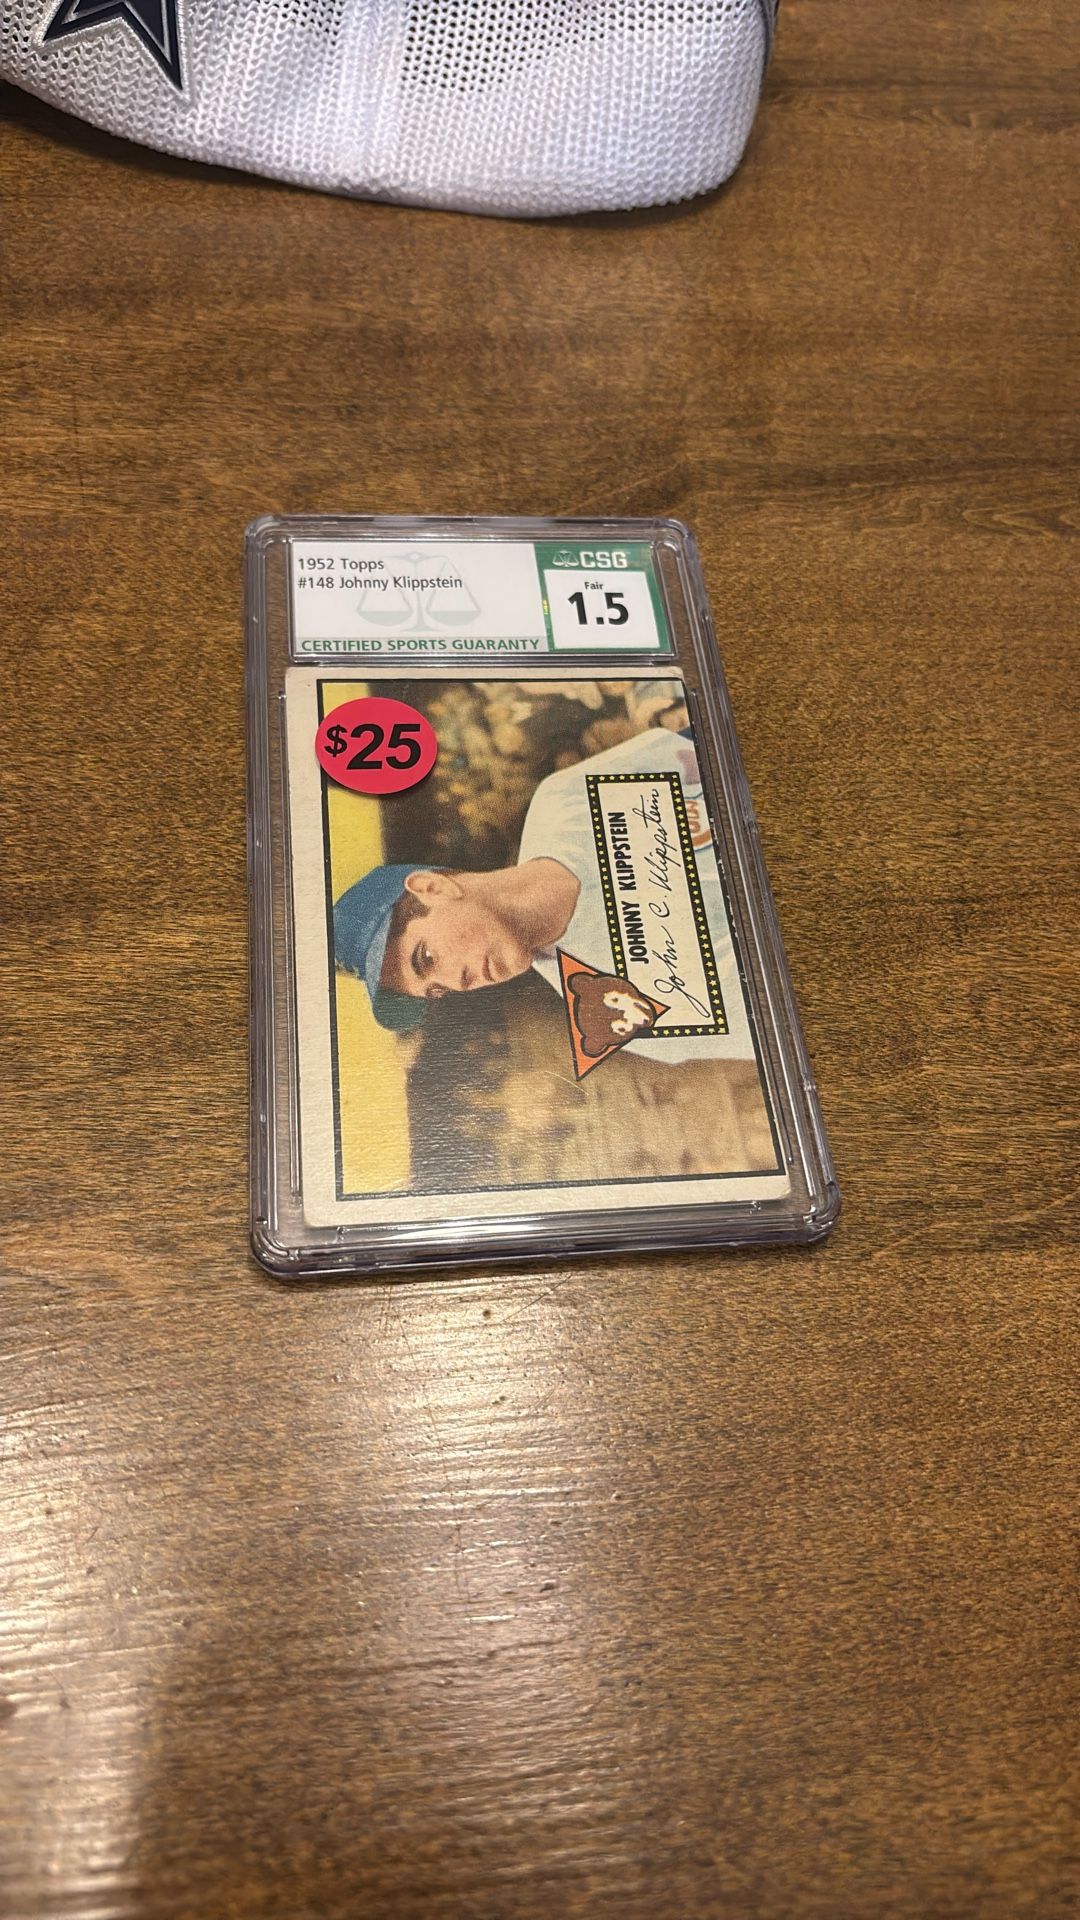 1952 Topps
#148 Johnny Klippstein
CERTIFIED SPORTS GUARANTY
CSG
Fair
1.5
$25
JOHNNY KLIPPSTEIN
John C. Klippstein